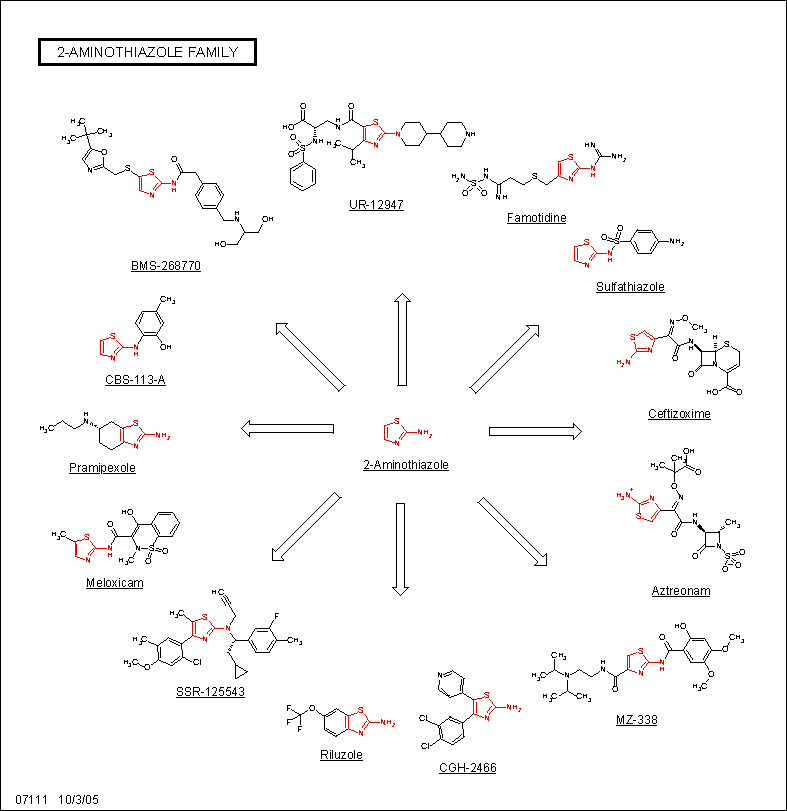 2-AMINOTHIAZOLE FAMILY
BMS-268770
UR-12947
Famotidine
Sulfathiazole
CBS-113-A
Ceftizoxime
Pramipexole
2-Aminothiazole
Meloxicam
Aztreonam
SSR-125543
MZ-338
Riluzole
CGH-2466
07111 10/3/05